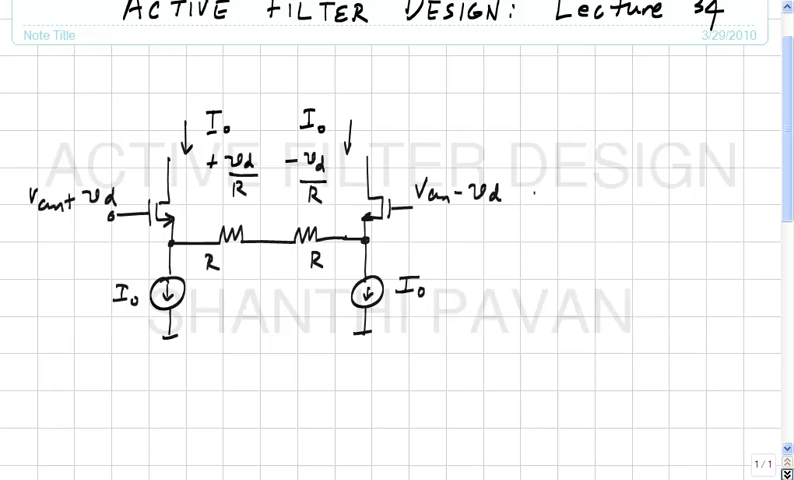 ACTIVE FILTER DESIGN: Lecture 34
Note Title
3/29/2010
I₀ I₀
+ vd/R - vd/R
Vcm + vd Vcm - vd
R R
I₀ I₀
ACTIVE FILTER DESIGN
SHANTHI PAVAN
1/1